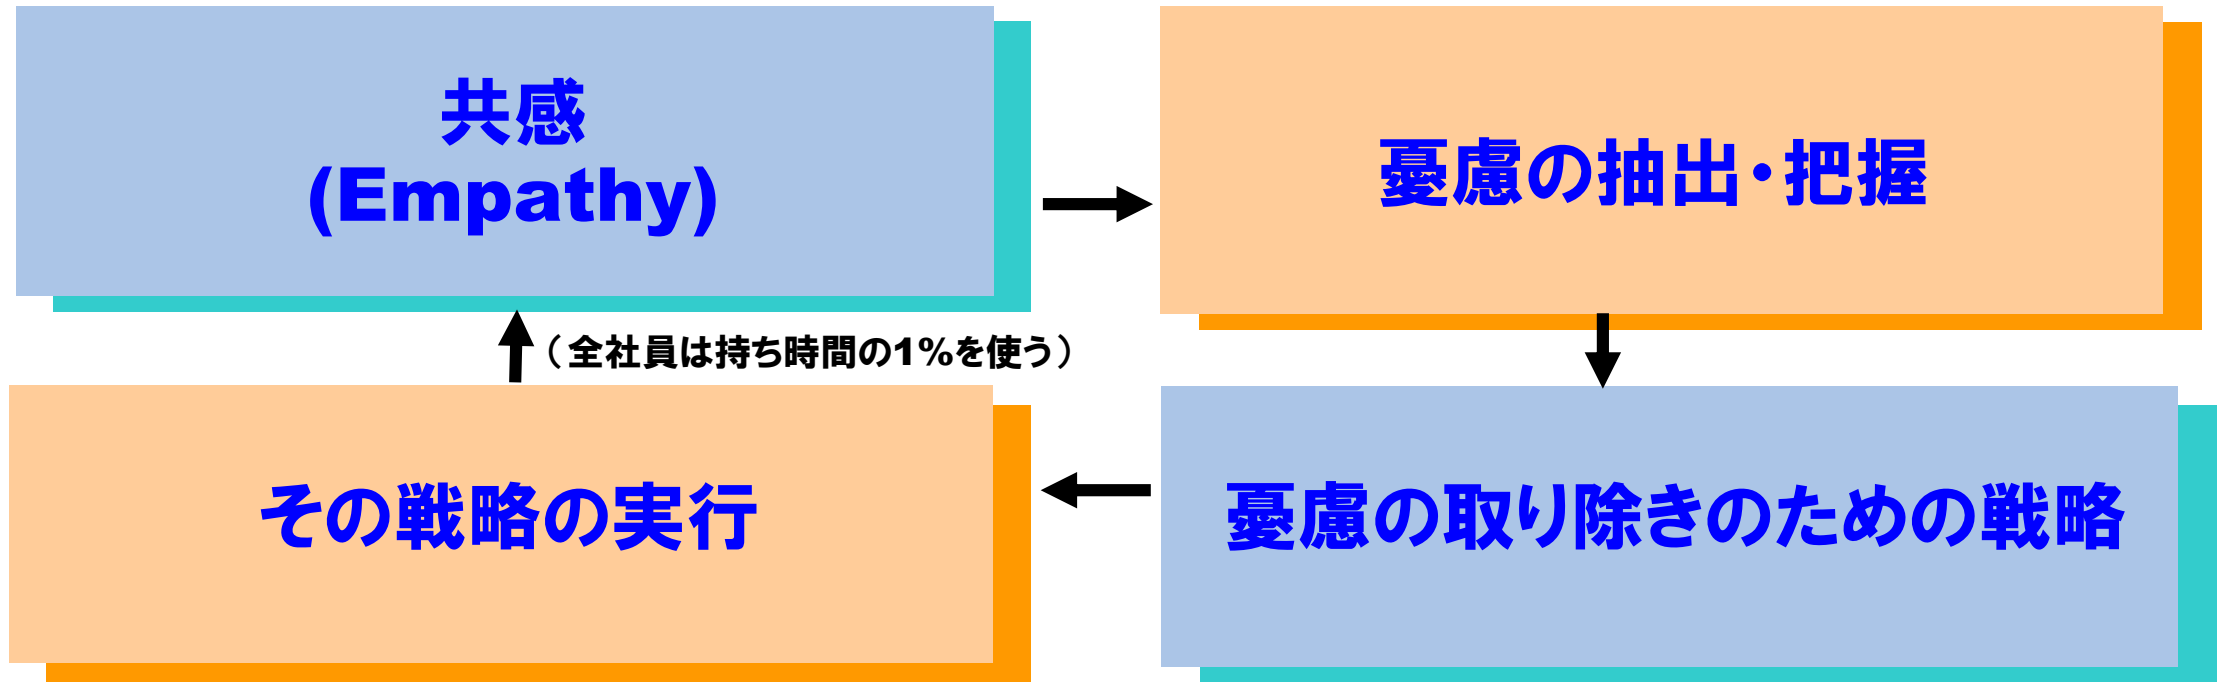 共感
(Empathy)
憂慮の抽出・把握
（全社員は持ち時間の1%を使う）
その戦略の実行
憂慮の取り除きのための戦略